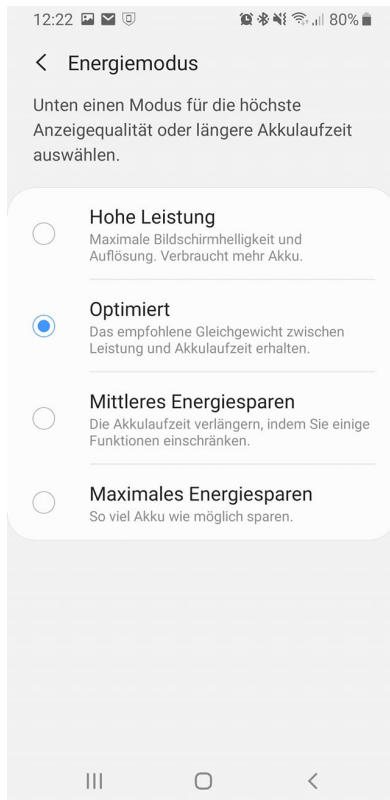 12:22 80%
Energiemodus
Unten einen Modus für die höchste
Anzeigequalität oder längere Akkulaufzeit
auswählen.
Hohe Leistung
Maximale Bildschirmhelligkeit und
Auflösung. Verbraucht mehr Akku.
Optimiert
Das empfohlene Gleichgewicht zwischen
Leistung und Akkulaufzeit erhalten.
Mittleres Energiesparen
Die Akkulaufzeit verlängern, indem Sie einige
Funktionen einschränken.
Maximales Energiesparen
So viel Akku wie möglich sparen.